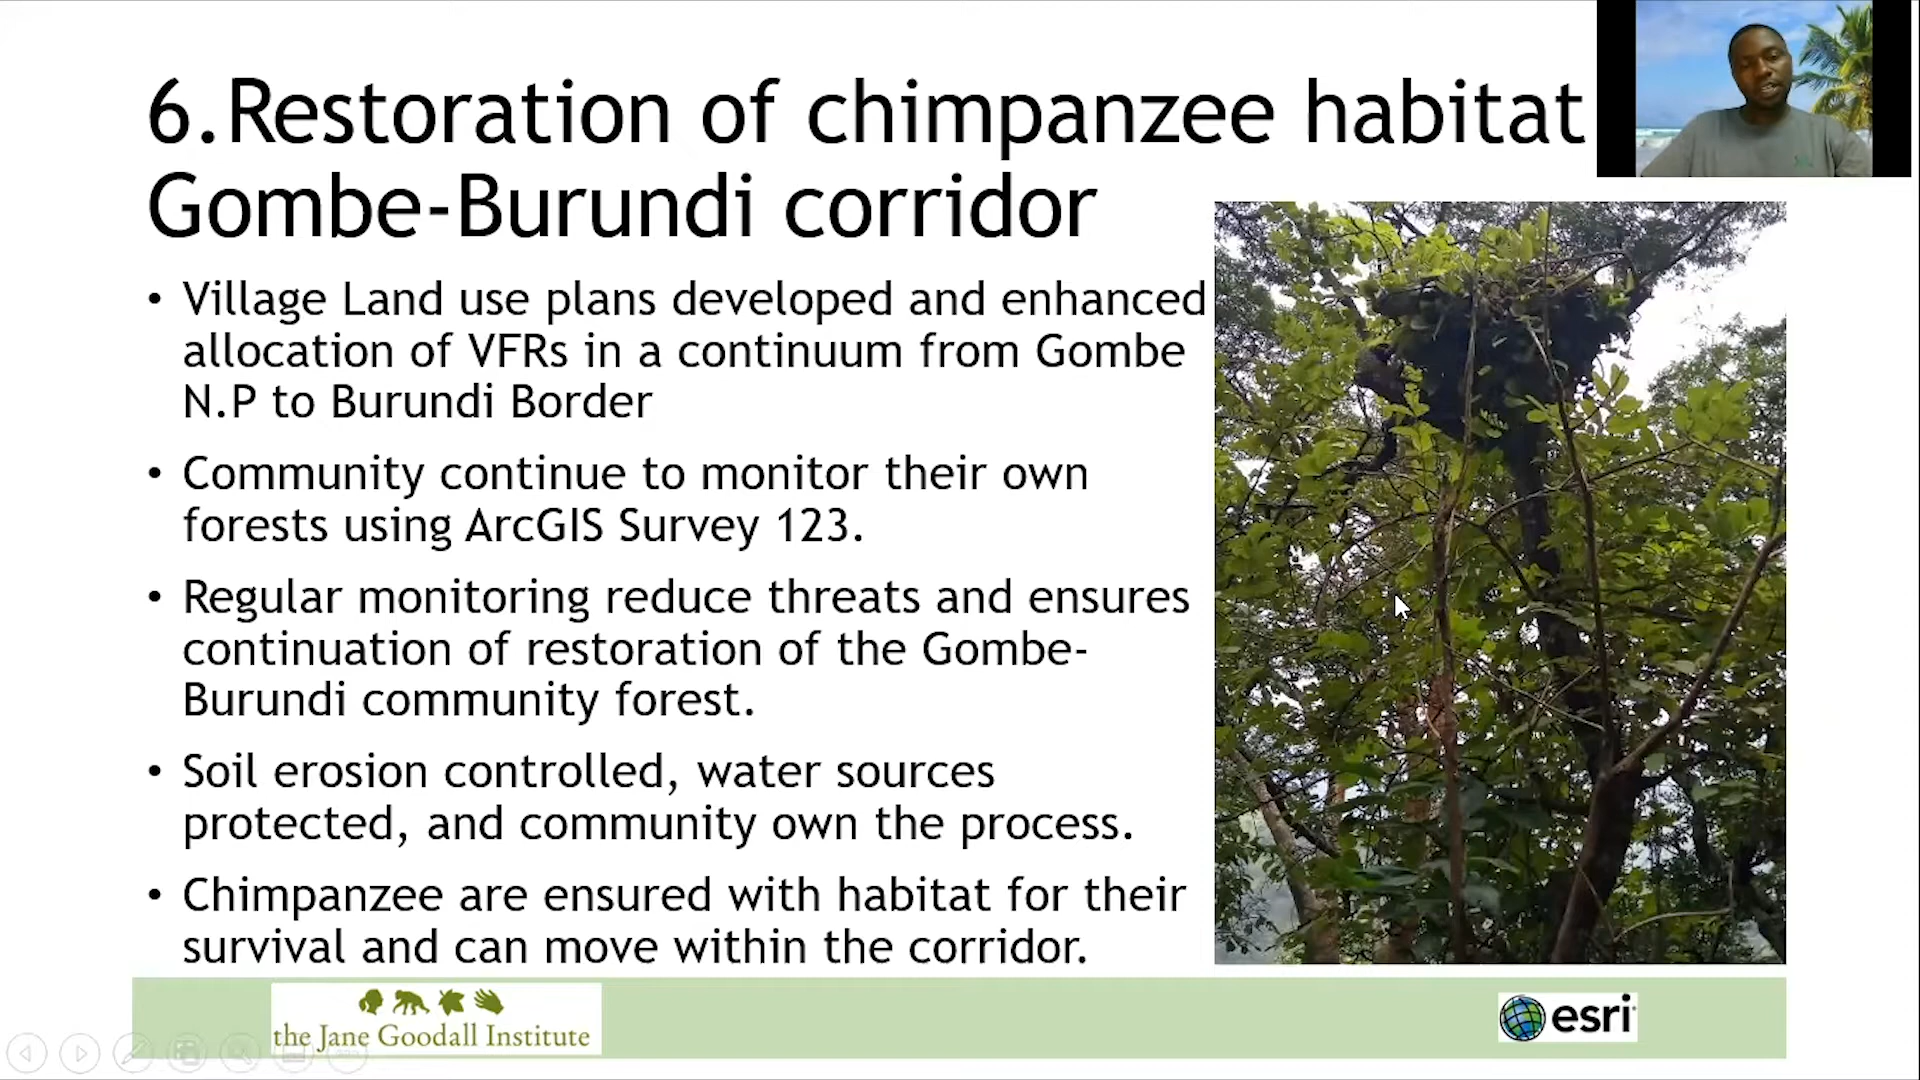 6.Restoration of chimpanzee habitat
Gombe-Burundi corridor
• Village Land use plans developed and enhanced
allocation of VFRs in a continuum from Gombe
N.P to Burundi Border
• Community continue to monitor their own
forests using ArcGIS Survey 123.
• Regular monitoring reduce threats and ensures
continuation of restoration of the Gombe-
Burundi community forest.
• Soil erosion controlled, water sources
protected, and community own the process.
• Chimpanzee are ensured with habitat for their
survival and can move within the corridor.
the Jane Goodall Institute
esri